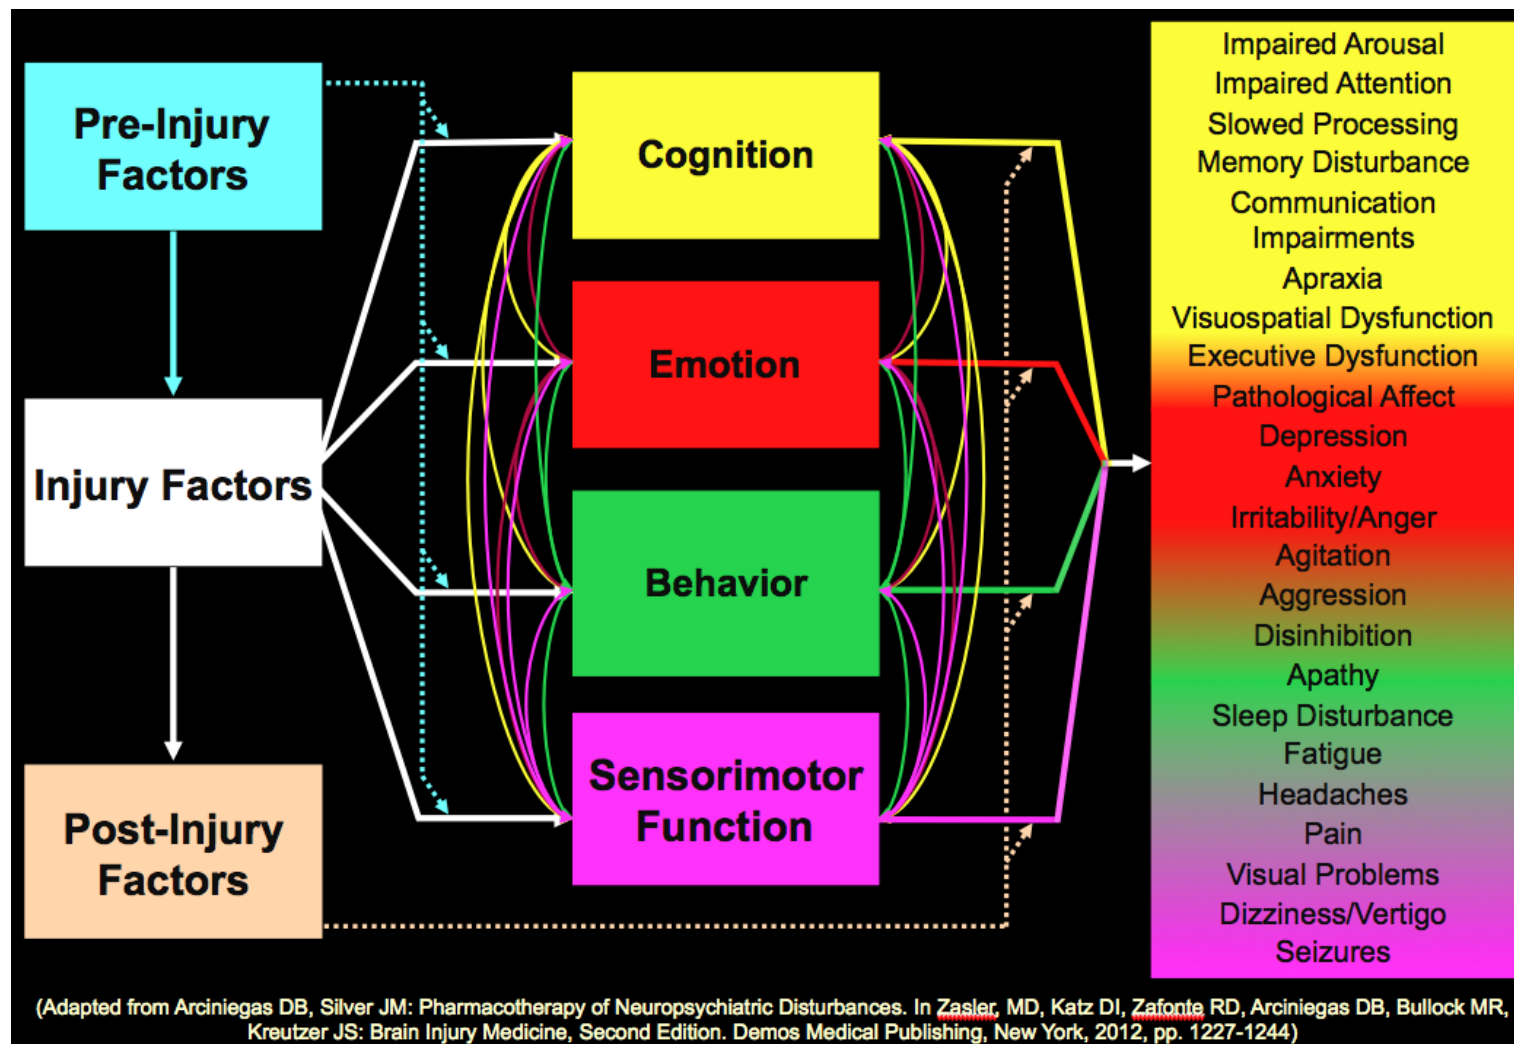 Pre-Injury
Factors
Injury Factors
Post-Injury
Factors
Cognition
Emotion
Behavior
Sensorimotor
Function
Impaired Arousal
Impaired Attention
Slowed Processing
Memory Disturbance
Communication
Impairments
Apraxia
Visuospatial Dysfunction
Executive Dysfunction
Pathological Affect
Depression
Anxiety
Irritability/Anger
Agitation
Aggression
Disinhibition
Apathy
Sleep Disturbance
Fatigue
Headaches
Pain
Visual Problems
Dizziness/Vertigo
Seizures
(Adapted from Arciniegas DB, Silver JM: Pharmacotherapy of Neuropsychiatric Disturbances. In Zasler, MD, Katz DI, Zafonte RD, Arciniegas DB, Bullock MR,
Kreutzer JS: Brain Injury Medicine, Second Edition. Demos Medical Publishing, New York, 2012, pp. 1227-1244)